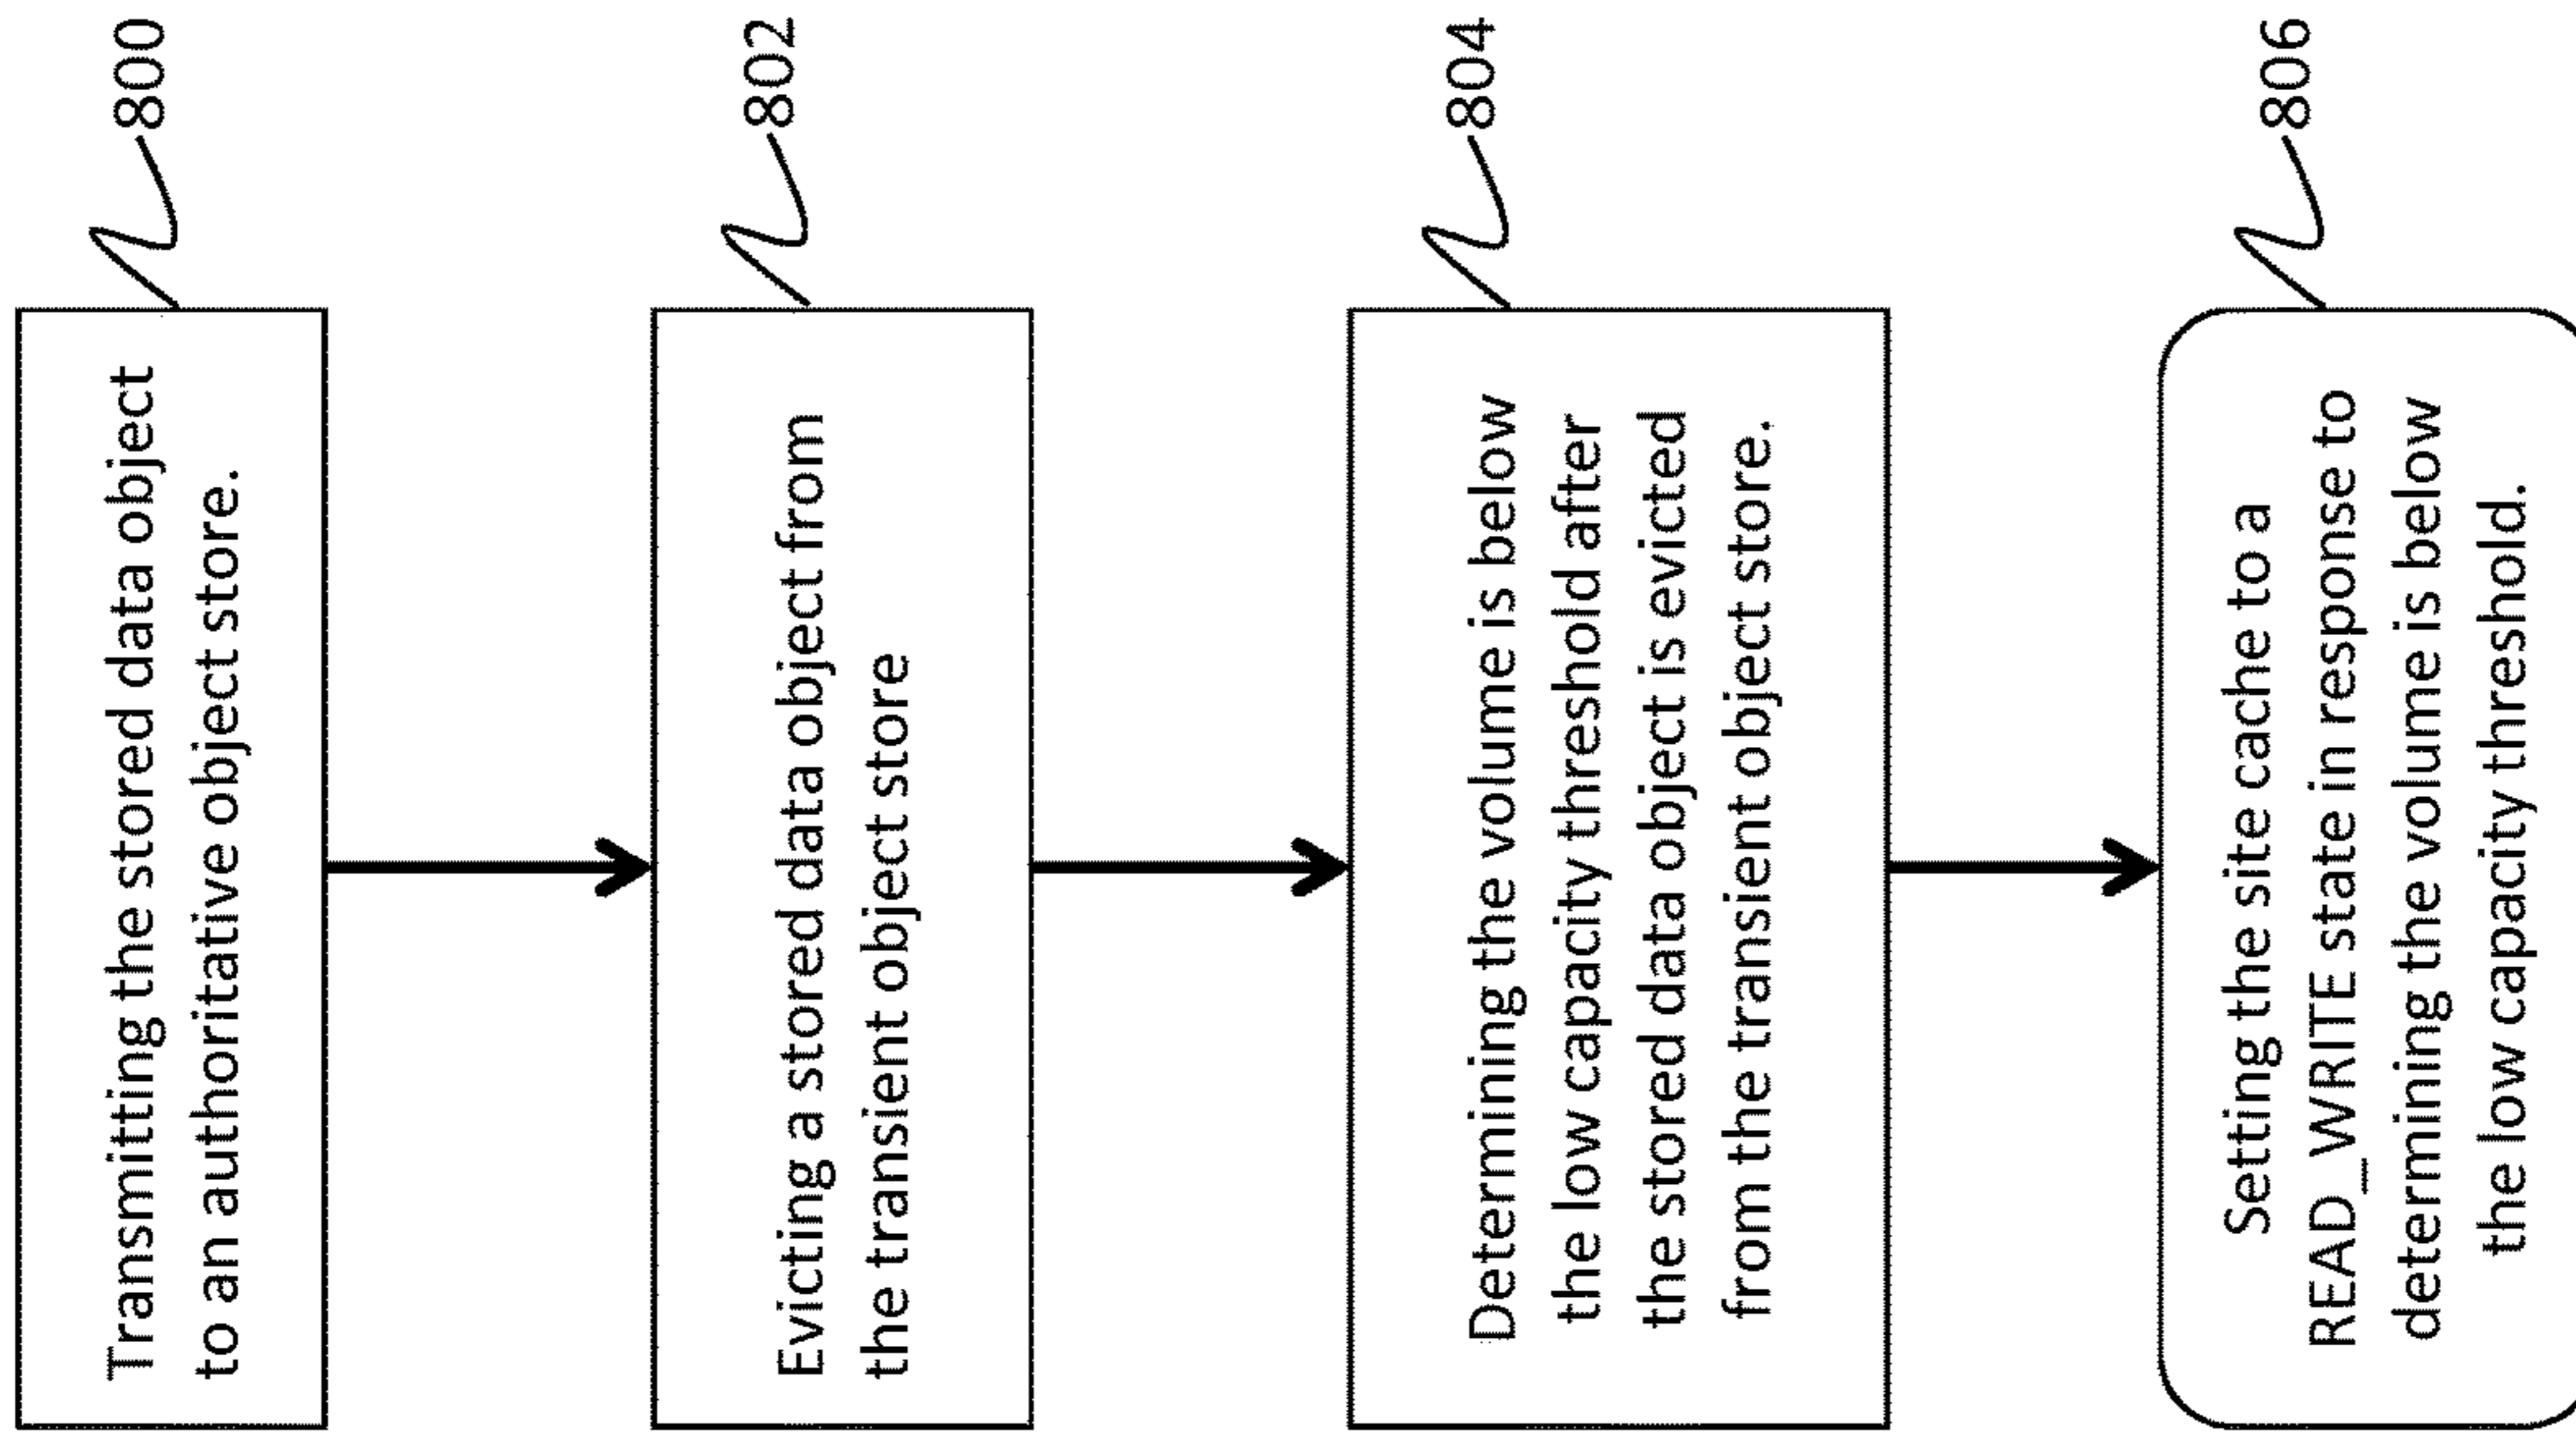 Transmitting the stored data object
to an authoritative object store.
800
Evicting a stored data object from
the transient object store
802
Determining the volume is below
the low capacity threshold after
the stored data object is evicted
from the transient object store.
804
Setting the site cache to a
READ_WRITE state in response to
determining the volume is below
the low capacity threshold.
806